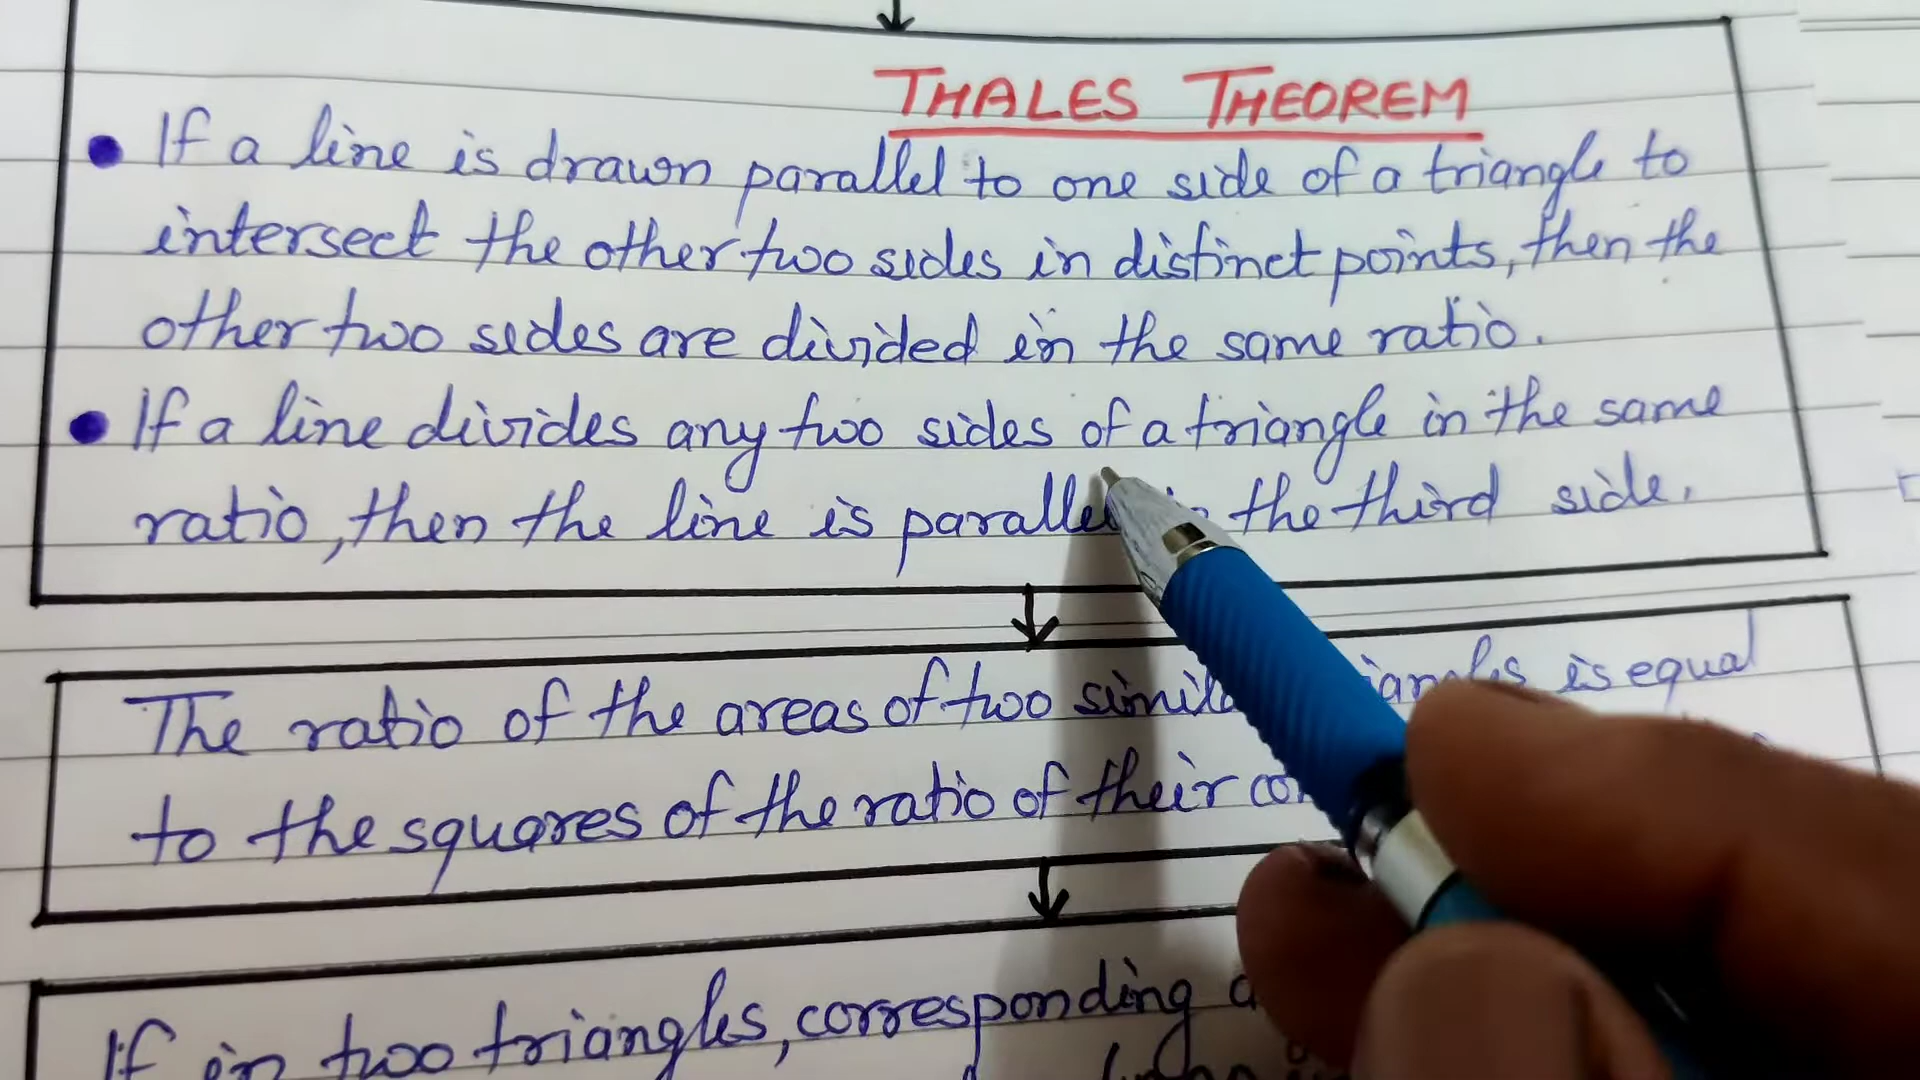 THALES THEOREM
If a line is drawn parallel to one side of a triangle to
intersect the other two sides in distinct points, then the
other two sides are divided in the same ratio.
If a line divides any two sides of a triangle in the same
ratio, then the line is the third side.
The ratio of the areas of two is equal
to the squares of the ratio of their
If in two triangles, corresponding